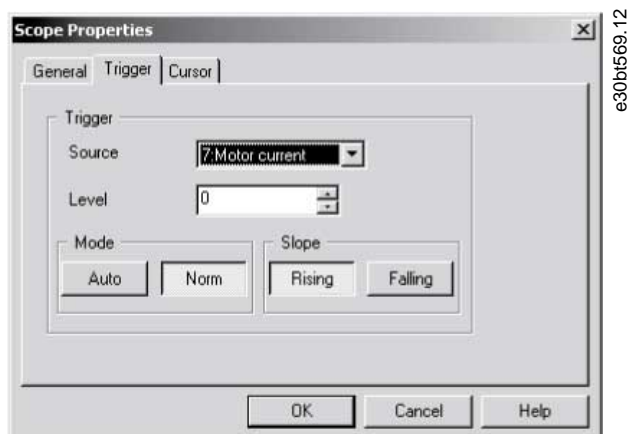 Scope Properties
General Trigger Cursor
Trigger
Source 7:Motor current
Level 0
Mode Slope
Auto Norm Rising Falling
OK Cancel Help
e30bt569.12